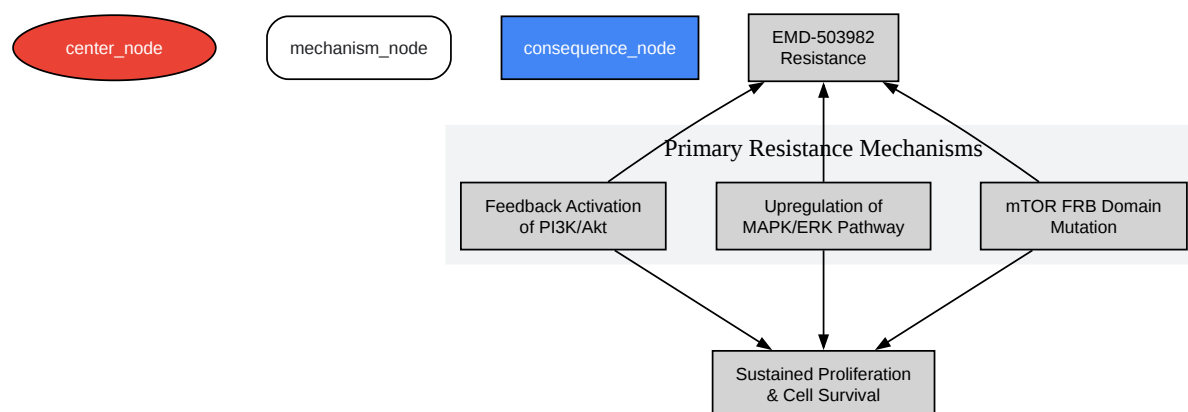 center_node
mechanism_node
consequence_node
EMD-503982
Resistance
Primary Resistance Mechanisms
Feedback Activation
of PI3K/Akt
Upregulation of
MAPK/ERK Pathway
mTOR FRB Domain
Mutation
Sustained Proliferation
& Cell Survival